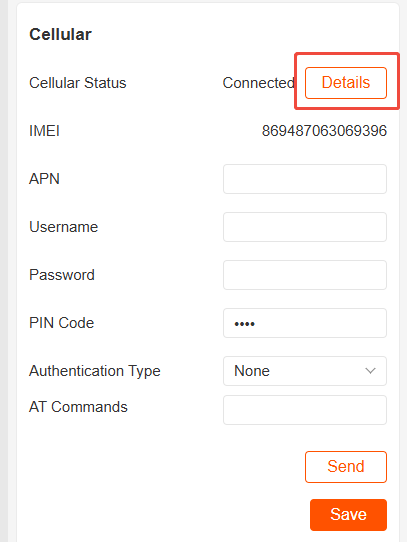 Cellular
Cellular Status Connected Details
IMEI 869487063069396
APN
Username
Password
PIN Code ••••
Authentication Type None
AT Commands
Send
Save